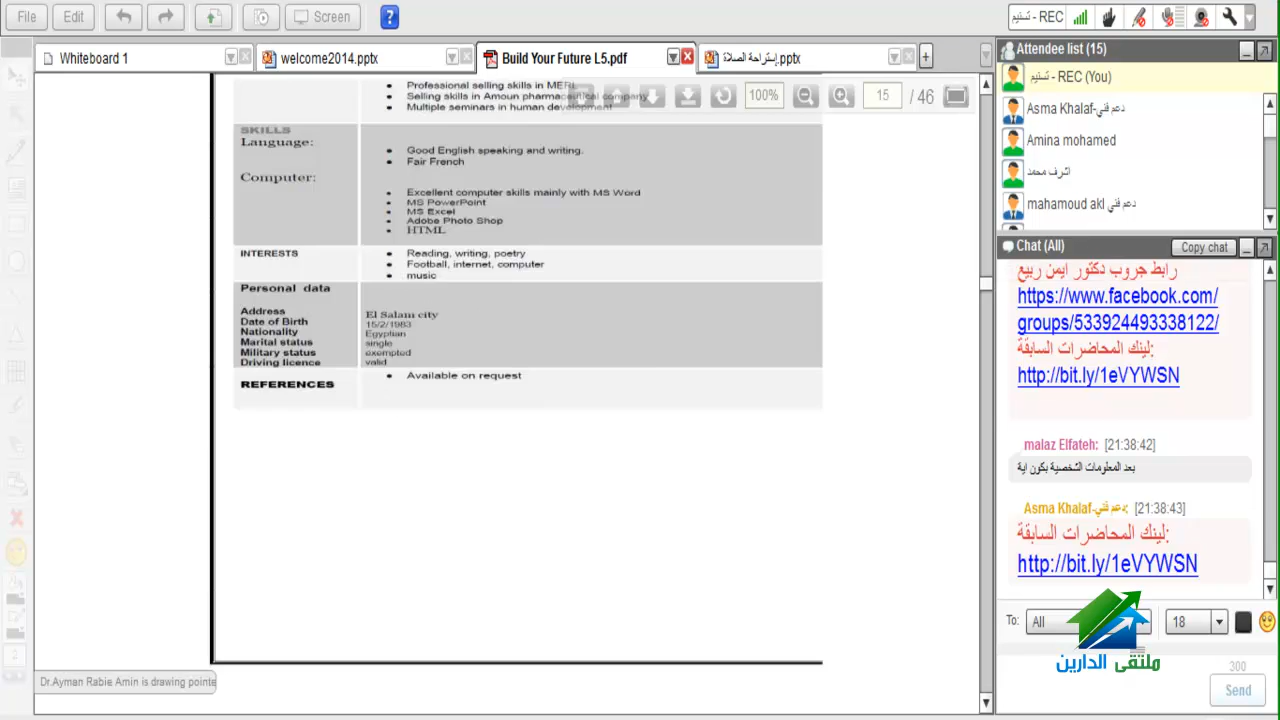 File
Edit
Screen
?
تسنيم - REC
Whiteboard 1
welcome2014.pptx
Build Your Future L5.pdf
إستراحة الصلاة.pptx
Professional selling skills in
Selling skills in Amoun pharmaceutical company
Multiple seminars in human development
100%
15 / 46
SKILLS
Language:
Good English speaking and writing.
Fair French
Computer:
Excellent computer skills mainly with MS Word
MS PowerPoint
MS Excel
Adobe Photo Shop
HTML
INTERESTS
Reading, writing, poetry
Football, internet, computer
music
Personal data
Address El Salam city
Date of Birth 15/2/1983
Nationality Egyptian
Marital status single
Military status exempted
Driving licence valid
REFERENCES
Available on request
Dr.Ayman Rabie Amin is drawing pointe
Attendee list (15)
تسنيم - REC (You)
Asma Khalaf-دعم فني
Amina mohamed
اشرف محمد
mahamoud akl دعم فني
Chat (All)
Copy chat
رابط جروب دكتور ايمن ربيع
https://www.facebook.com/
groups/533924493338122/
لينك المحاضرات السابقة:
http://bit.ly/1eVYWSN
malaz Elfateh: [21:38:42]
بعد المعلومات الشخصية بكون اية
Asma Khalaf-دعم فني: [21:38:43]
لينك المحاضرات السابقة:
http://bit.ly/1eVYWSN
To:
All
18
ملتقى الدارين
300
Send
2